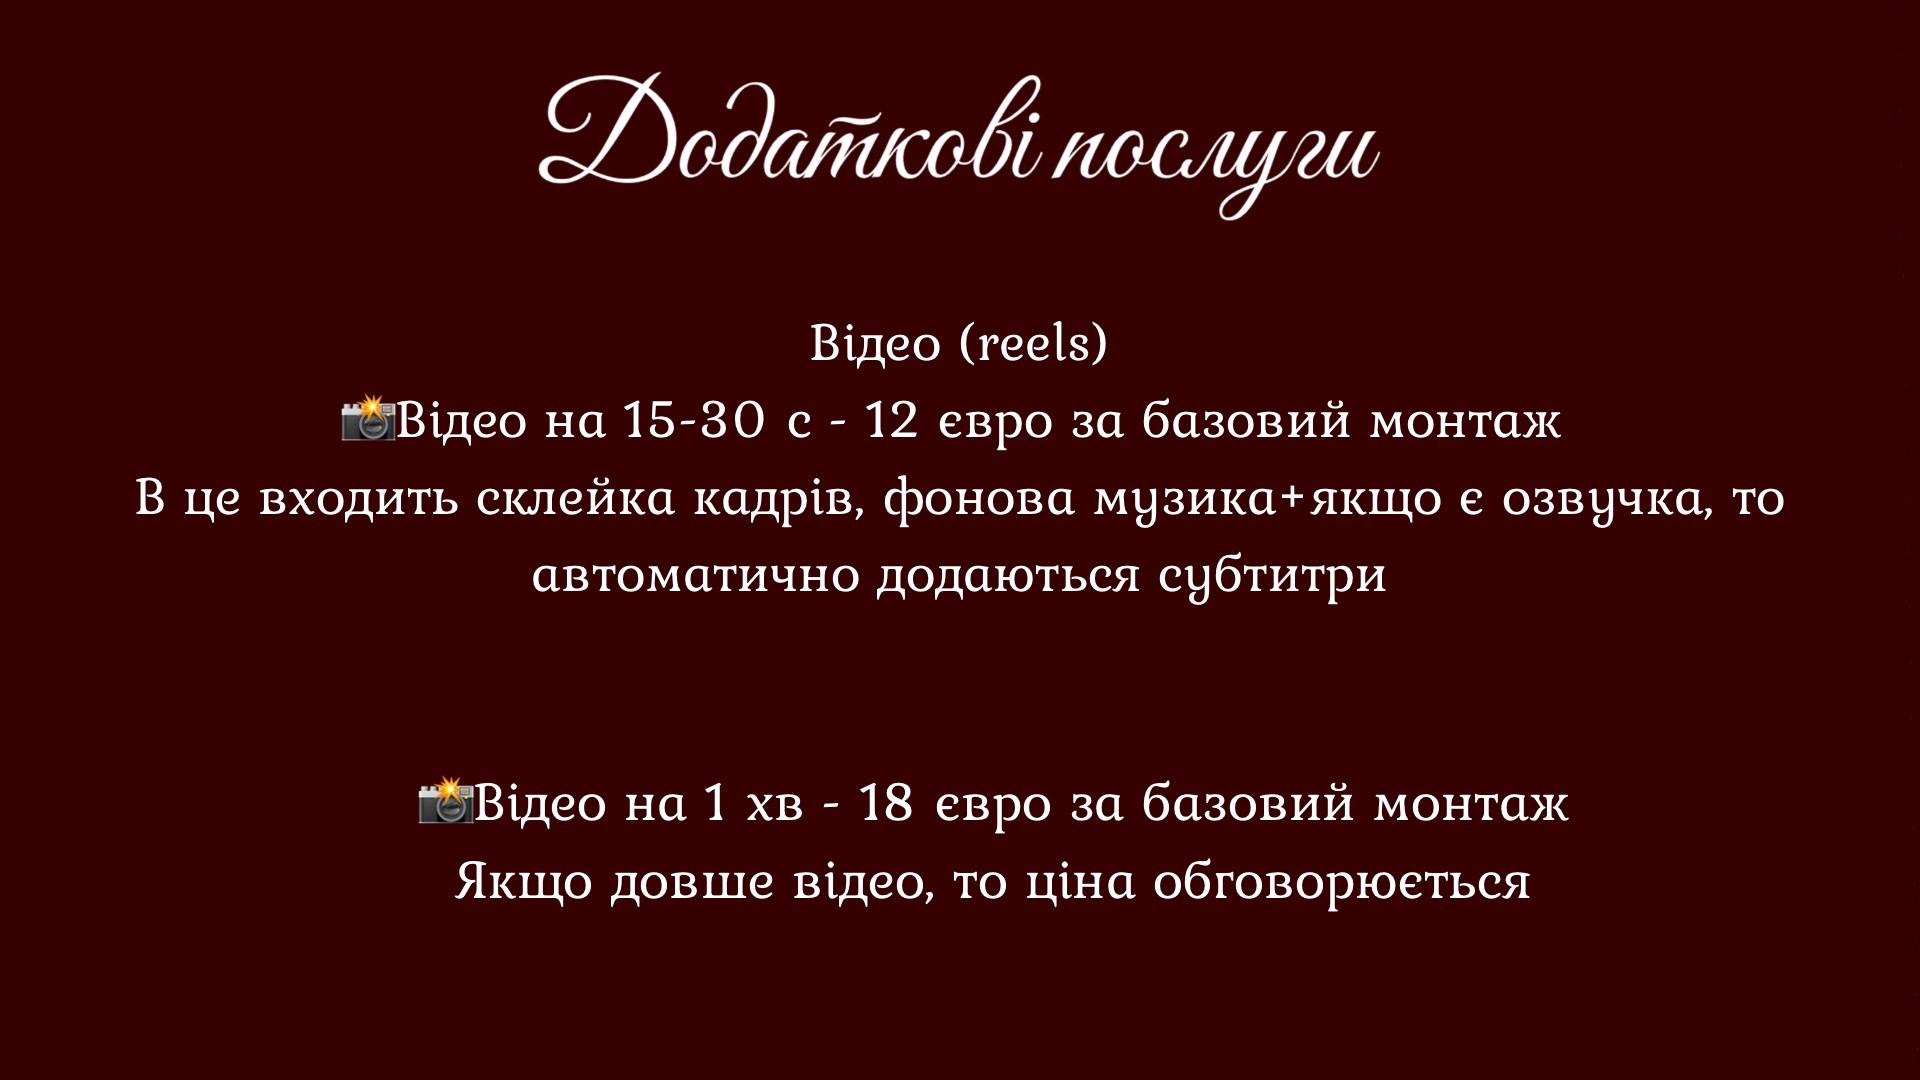 Додаткові послуги
Відео (reels)
📸Відео на 15-30 с - 12 євро за базовий монтаж
В це входить склейка кадрів, фонова музика+якщо є озвучка, то
автоматично додаються субтитри
📸Відео на 1 хв - 18 євро за базовий монтаж
Якщо довше відео, то ціна обговорюється